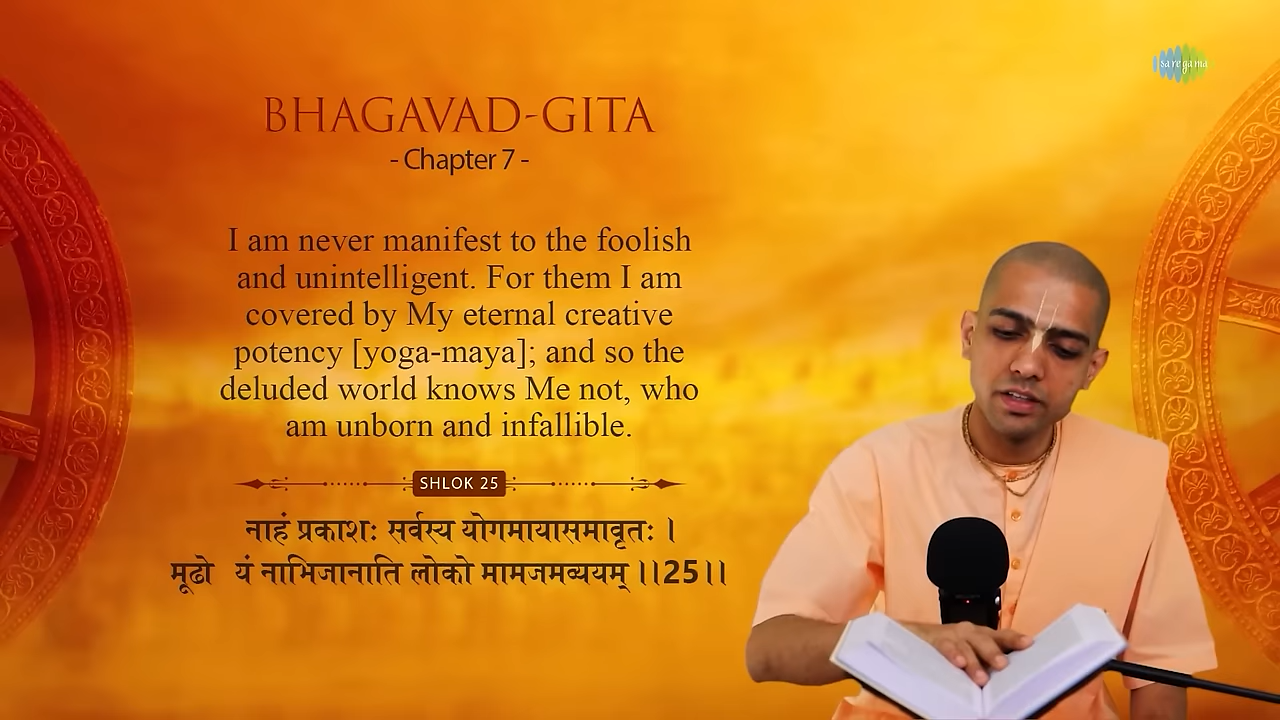 saregama
BHAGAVAD-GITA
- Chapter 7 -
I am never manifest to the foolish
and unintelligent. For them I am
covered by My eternal creative
potency [yoga-maya]; and so the
deluded world knows Me not, who
am unborn and infallible.
SHLOK 25
नाहं प्रकाशः सर्वस्य योगमायासमावृतः ।
मूढो यं नाभिजानाति लोको मामजमव्ययम् ।।25।।